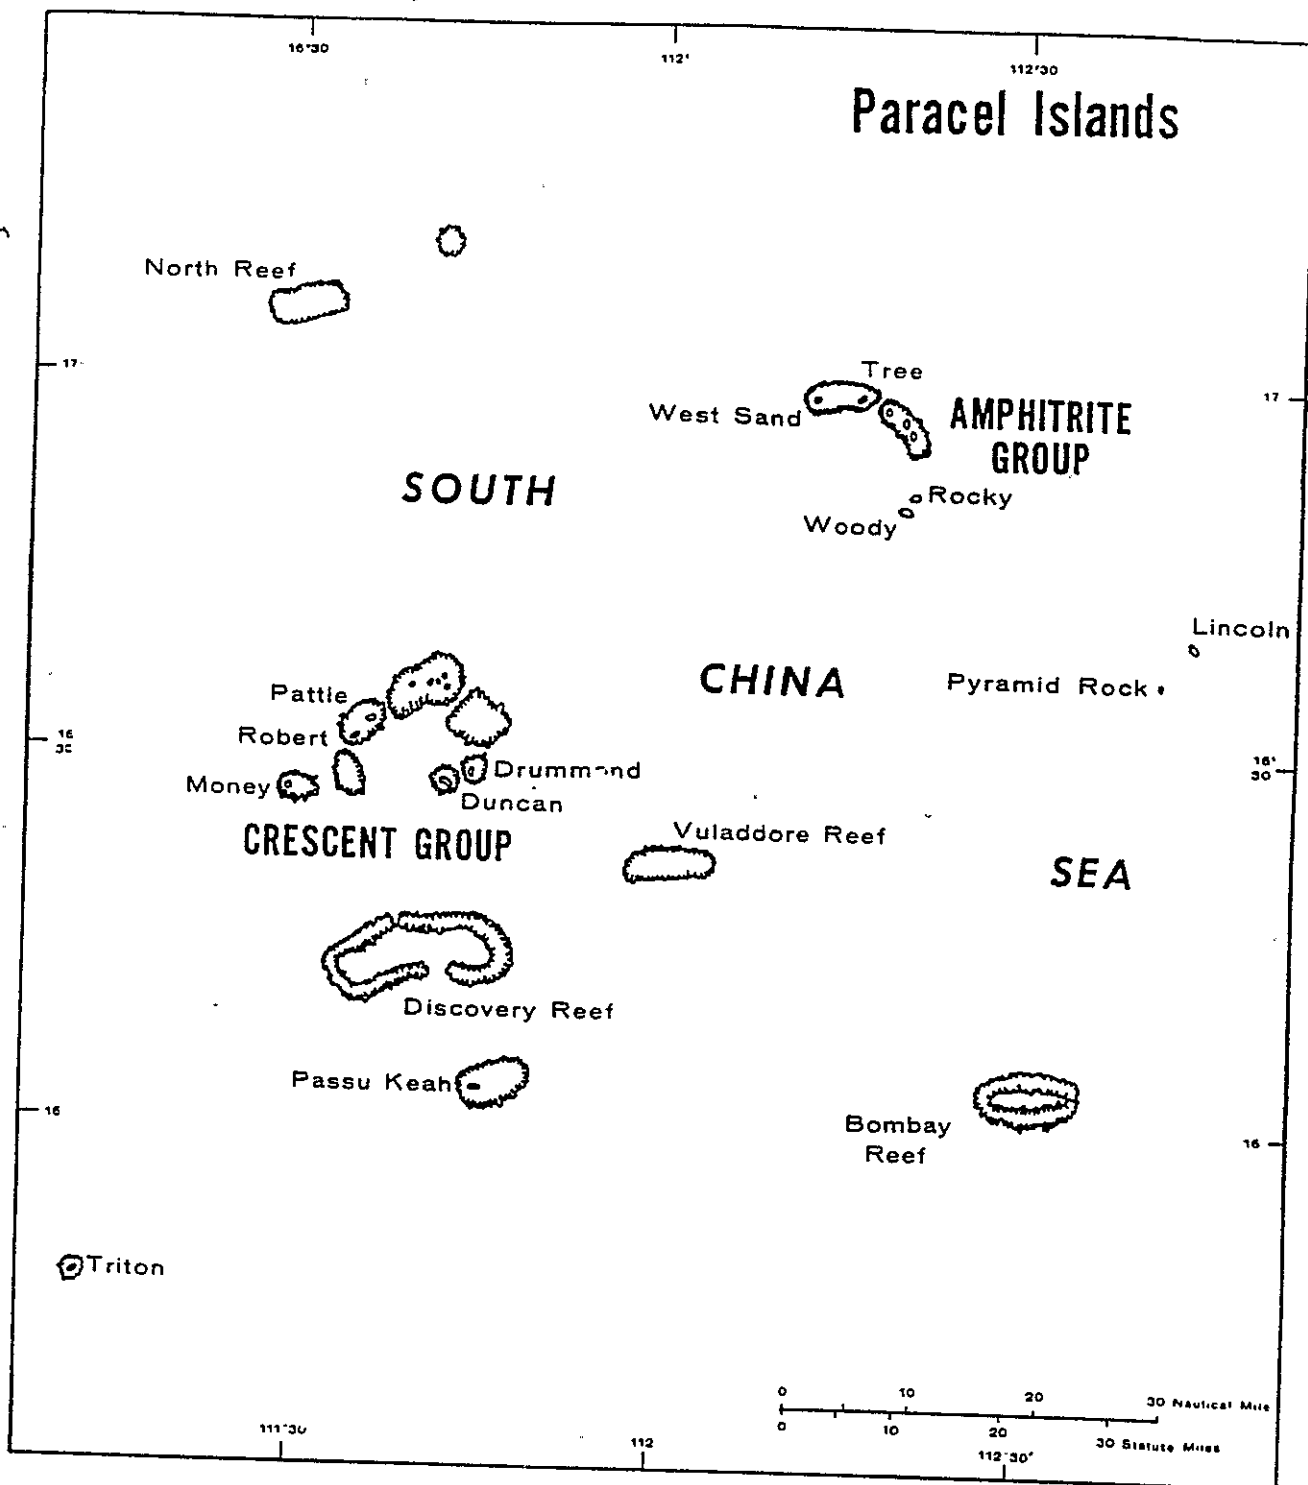 16°30
112°
112°30
Paracel Islands
North Reef
17
Tree
West Sand
17
AMPHITRITE
GROUP
SOUTH
Rocky
Woody
Lincoln
CHINA
Pyramid Rock
Pattle
Robert
16
30
Drummond
16°
30
Money
Duncan
Vuladdore Reef
CRESCENT GROUP
SEA
Discovery Reef
Passu Keah
16
Bombay
Reef
16
Triton
0 10 20 30 Nautical Mile
0 10 20 30 Statute Miles
111°30
112
112°30'